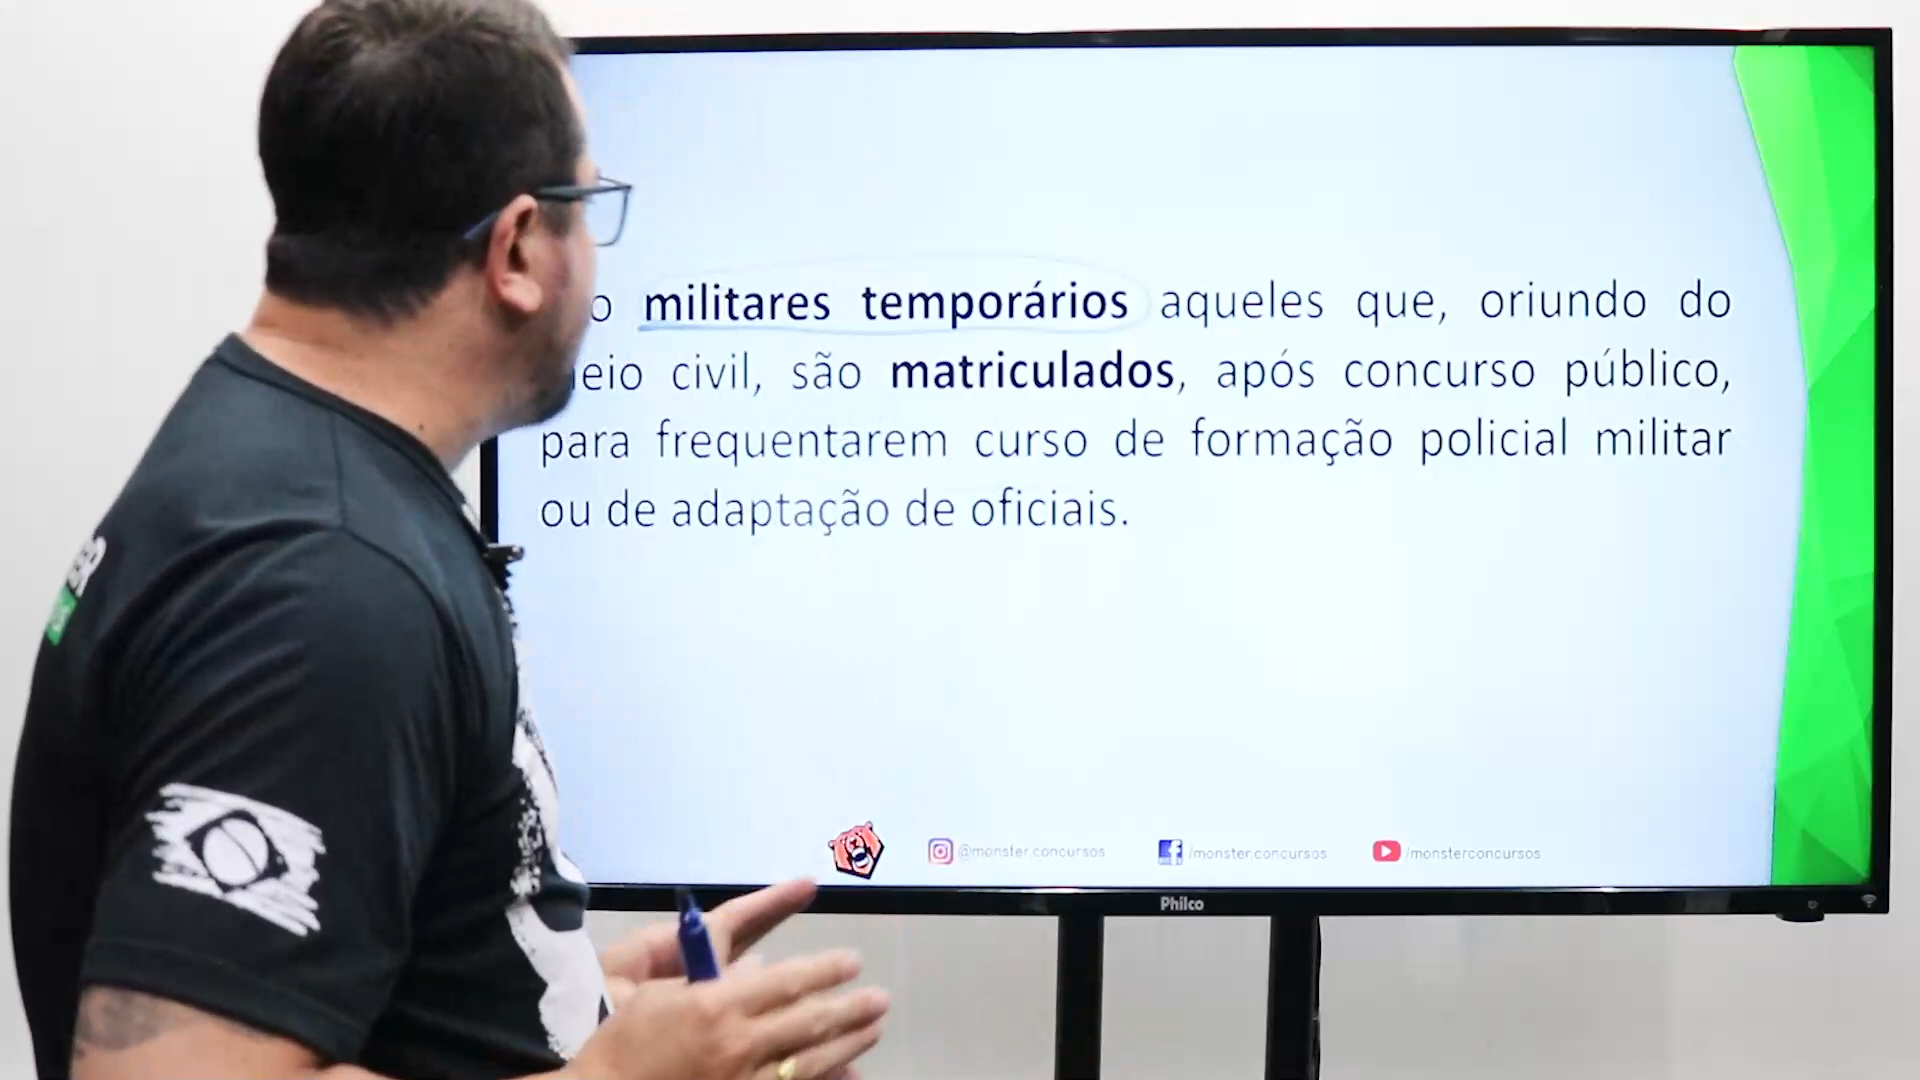 militares temporários aqueles que, oriundo do
civil, são matriculados, após concurso público,
para frequentarem curso de formação policial militar
ou de adaptação de oficiais.
@monster.concursos /monster.concursos /monsterconcursos
Philco